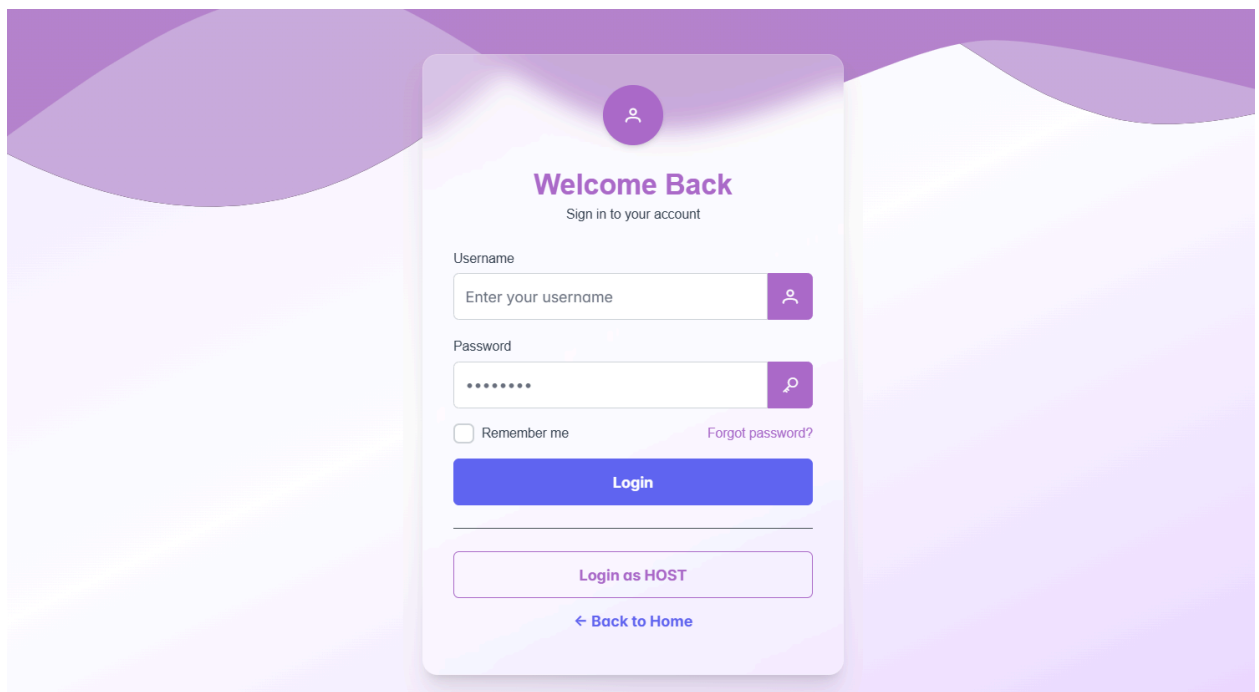 Welcome Back
Sign in to your account
Username
Enter your username
Password
••••••••
Remember me
Forgot password?
Login
Login as HOST
← Back to Home